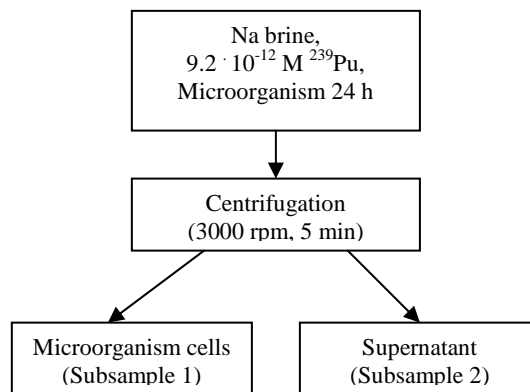 Na brine,
9.2 · 10⁻¹² M ²³⁹Pu,
Microorganism 24 h
Centrifugation
(3000 rpm, 5 min)
Microorganism cells
(Subsample 1)
Supernatant
(Subsample 2)